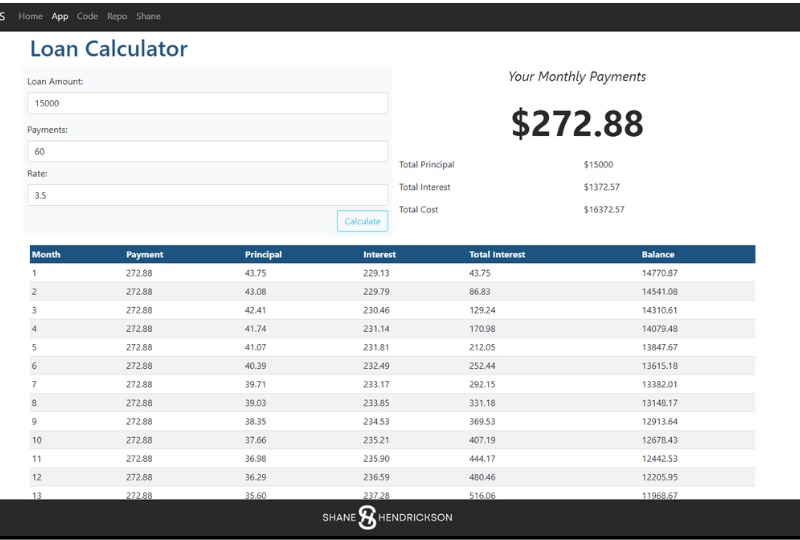 S Home App Code Repo Shane
Loan Calculator
Loan Amount:
15000
Payments:
60
Rate:
3.5
Calculate
Your Monthly Payments
$272.88
Total Principal $15000
Total Interest $1372.57
Total Cost $16372.57
Month Payment Principal Interest Total Interest Balance
1 272.88 43.75 229.13 43.75 14770.87
2 272.88 43.08 229.79 86.83 14541.08
3 272.88 42.41 230.46 129.24 14310.61
4 272.88 41.74 231.14 170.98 14079.48
5 272.88 41.07 231.81 212.05 13847.67
6 272.88 40.39 232.49 252.44 13615.18
7 272.88 39.71 233.17 292.15 13382.01
8 272.88 39.03 233.85 331.18 13148.17
9 272.88 38.35 234.53 369.53 12913.64
10 272.88 37.66 235.21 407.19 12678.43
11 272.88 36.98 235.90 444.17 12442.53
12 272.88 36.29 236.59 480.46 12205.95
13 272.88 35.60 237.28 516.06 11968.67
SHANE HENDRICKSON